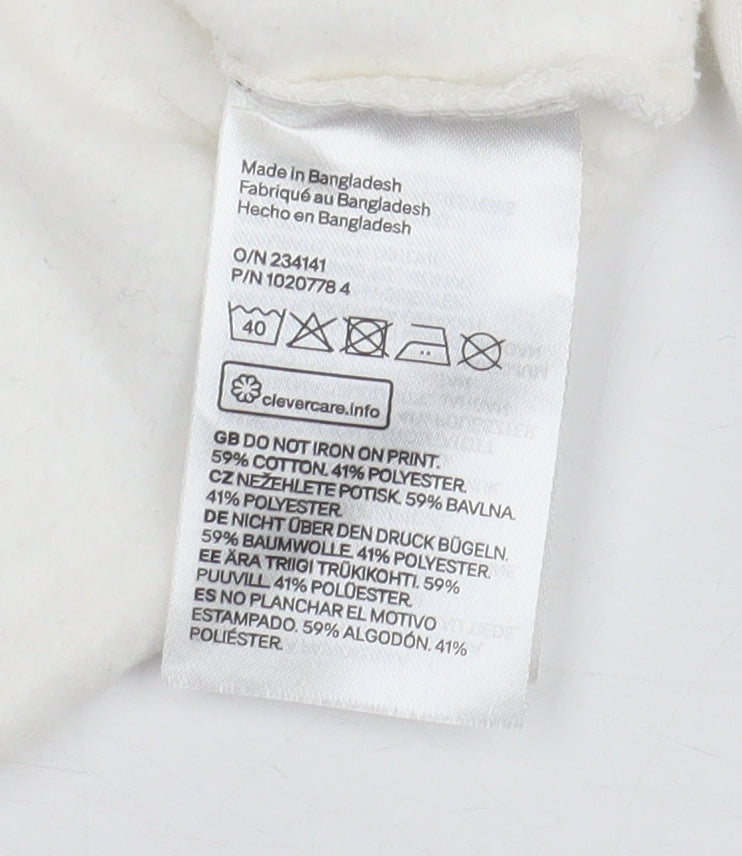 Made in Bangladesh
Fabriqué au Bangladesh
Hecho en Bangladesh
O/N 234141
P/N 1020778 4
40
clevercare.info
GB DO NOT IRON ON PRINT.
59% COTTON. 41% POLYESTER.
CZ NEŽEHLETE POTISK. 59% BAVLNA.
41% POLYESTER.
DE NICHT ÜBER DEN DRUCK BÜGELN.
59% BAUMWOLLE. 41% POLYESTER.
EE ÄRA TRIIGI TRÜKIKOHTI. 59%
PUUVILL. 41% POLÜESTER.
ES NO PLANCHAR EL MOTIVO
ESTAMPADO. 59% ALGODÓN. 41%
POLIÉSTER.